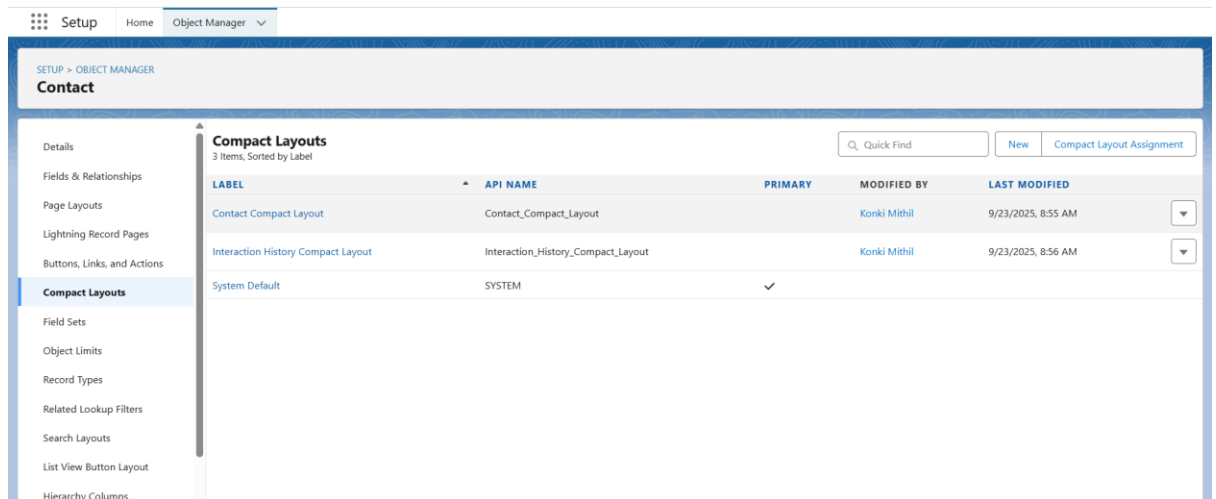 Setup Home Object Manager
SETUP > OBJECT MANAGER
Contact
Details
Fields & Relationships
Page Layouts
Lightning Record Pages
Buttons, Links, and Actions
Compact Layouts
Field Sets
Object Limits
Record Types
Related Lookup Filters
Search Layouts
List View Button Layout
Hierarchy Columns
Compact Layouts
3 Items, Sorted by Label
Quick Find
New
Compact Layout Assignment
LABEL API NAME PRIMARY MODIFIED BY LAST MODIFIED
Contact Compact Layout Contact_Compact_Layout Konki Mithil 9/23/2025, 8:55 AM
Interaction History Compact Layout Interaction_History_Compact_Layout Konki Mithil 9/23/2025, 8:56 AM
System Default SYSTEM